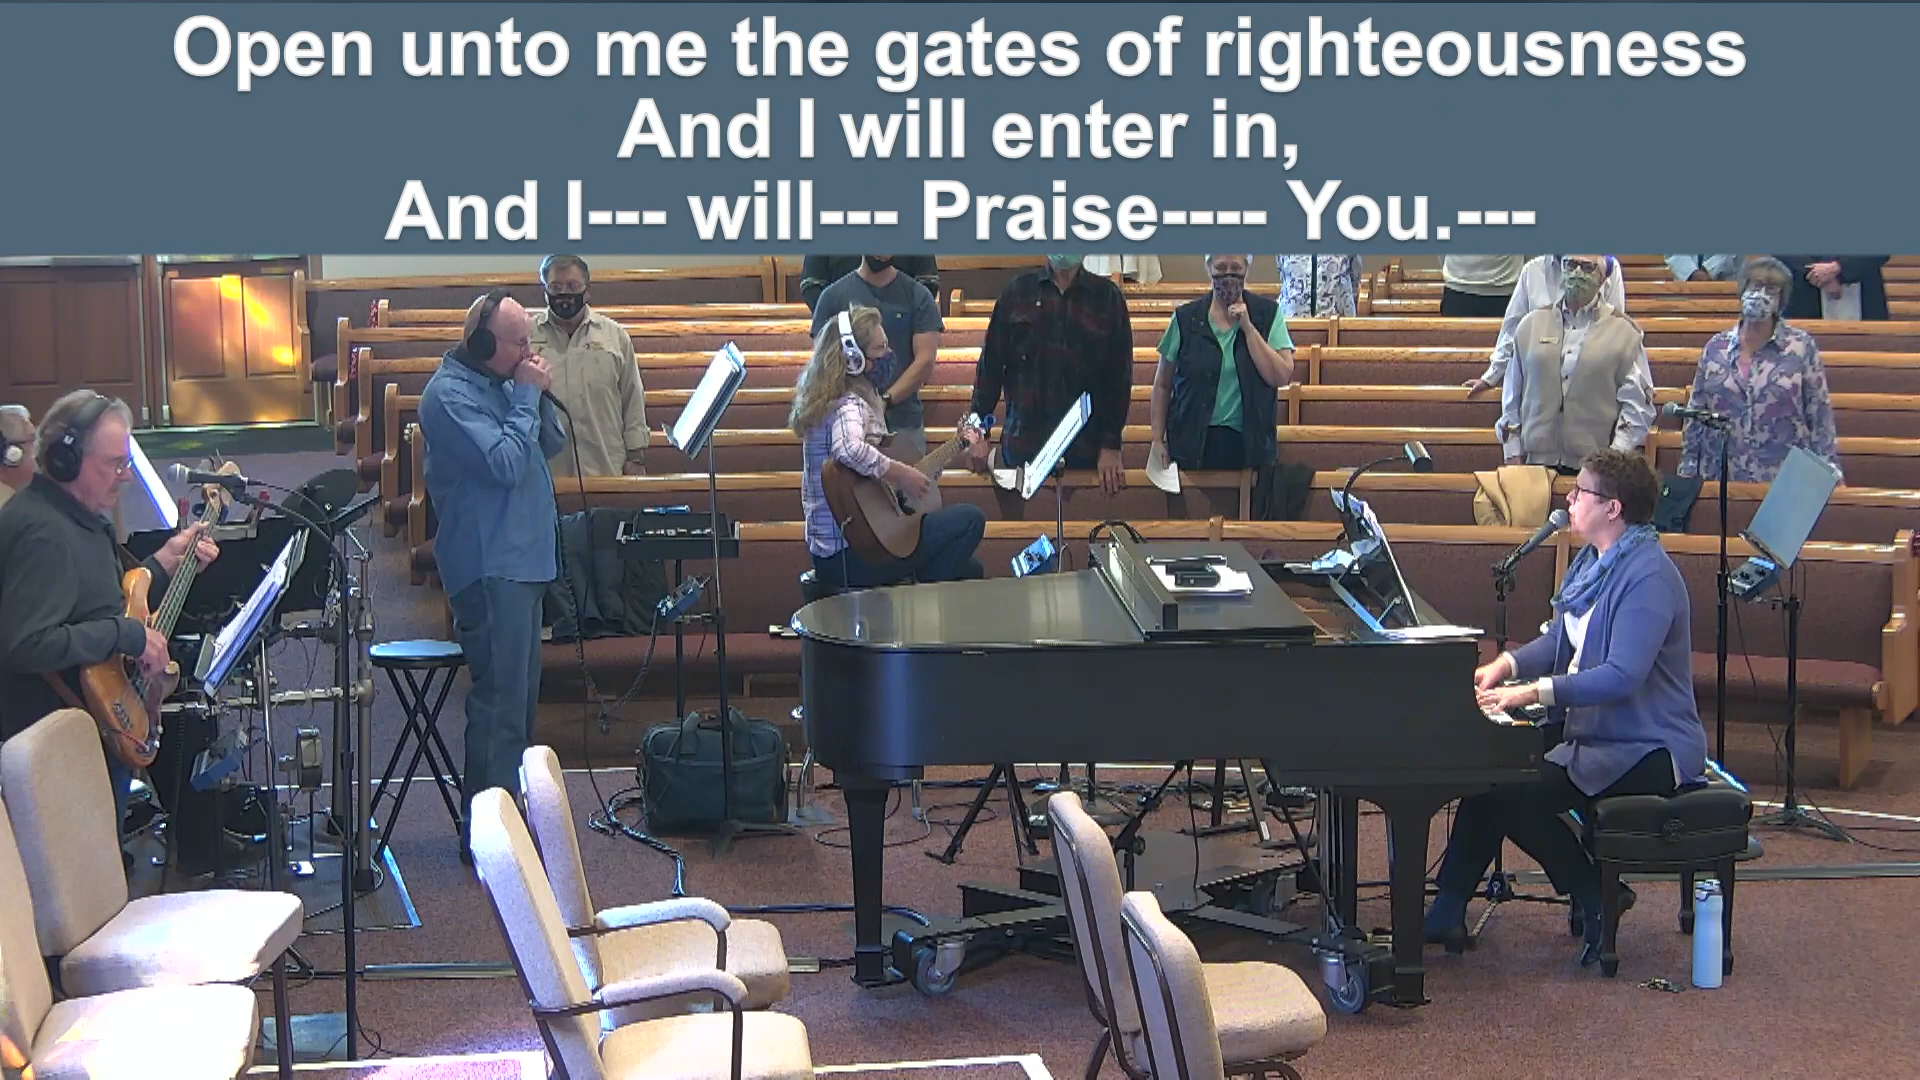 Open unto me the gates of righteousness
And I will enter in,
And I--- will--- Praise---- You.---